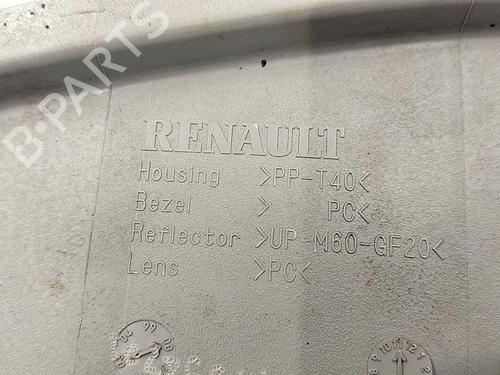 B-PARTS
RENAULT
Housing >PP-T40<
Bezel > PC<
Reflector >UP-M60-GF20<
Lens >PC<